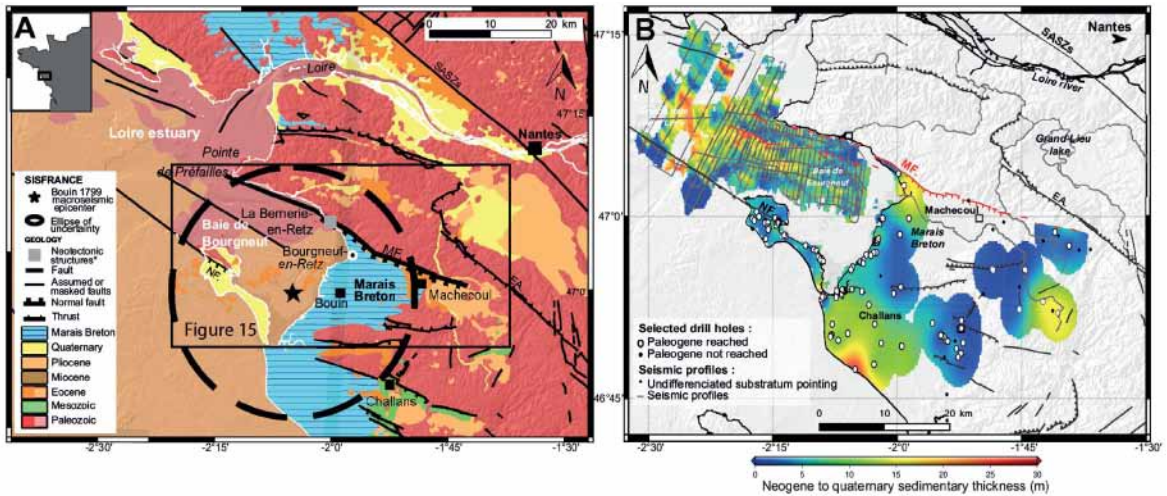 A
0 10 20
km
Loire
SASZs
47°15'
Loire estuary
Nantes
Pointe
de Préfailles
SISFRANCE
Bouin 1799
macroseismic
epicenter
Ellipse of
uncertainty
GEOLOGY
Neotectonic
structures*
Fault
Assumed or
masked faults
Normal fault
Thrust
Marais Breton
Quaternary
Pliocene
Miocene
Eocene
Mesozoic
Paleozoic
La Bernerie-
en-Retz
Baie de
Bourgneuf
Bourgneuf-
en-Retz
MF
NF
EA
Marais
Breton
Machecoul
Bouin
47°0'
Figure 15
Challans
-2°30' -2°15' -2°0' -1°45' -1°30'
B
Nantes
47°15'
SASZs
Loire river
N
Grand-Lieu
lake
Baie de
Bourgneuf
MF
EA
NF
Machecoul
47°0'
Marais
Breton
Challans
Selected drill holes :
Paleogene reached
Paleogene not reached
Seismic profiles :
Undifferenciated substratum pointing
Seismic profiles
46°45'
0 10 20
km
-2°30' -2°15' -2°0' -1°45' -1°30'
0 5 10 15 20 25 30
Neogene to quaternary sedimentary thickness (m)